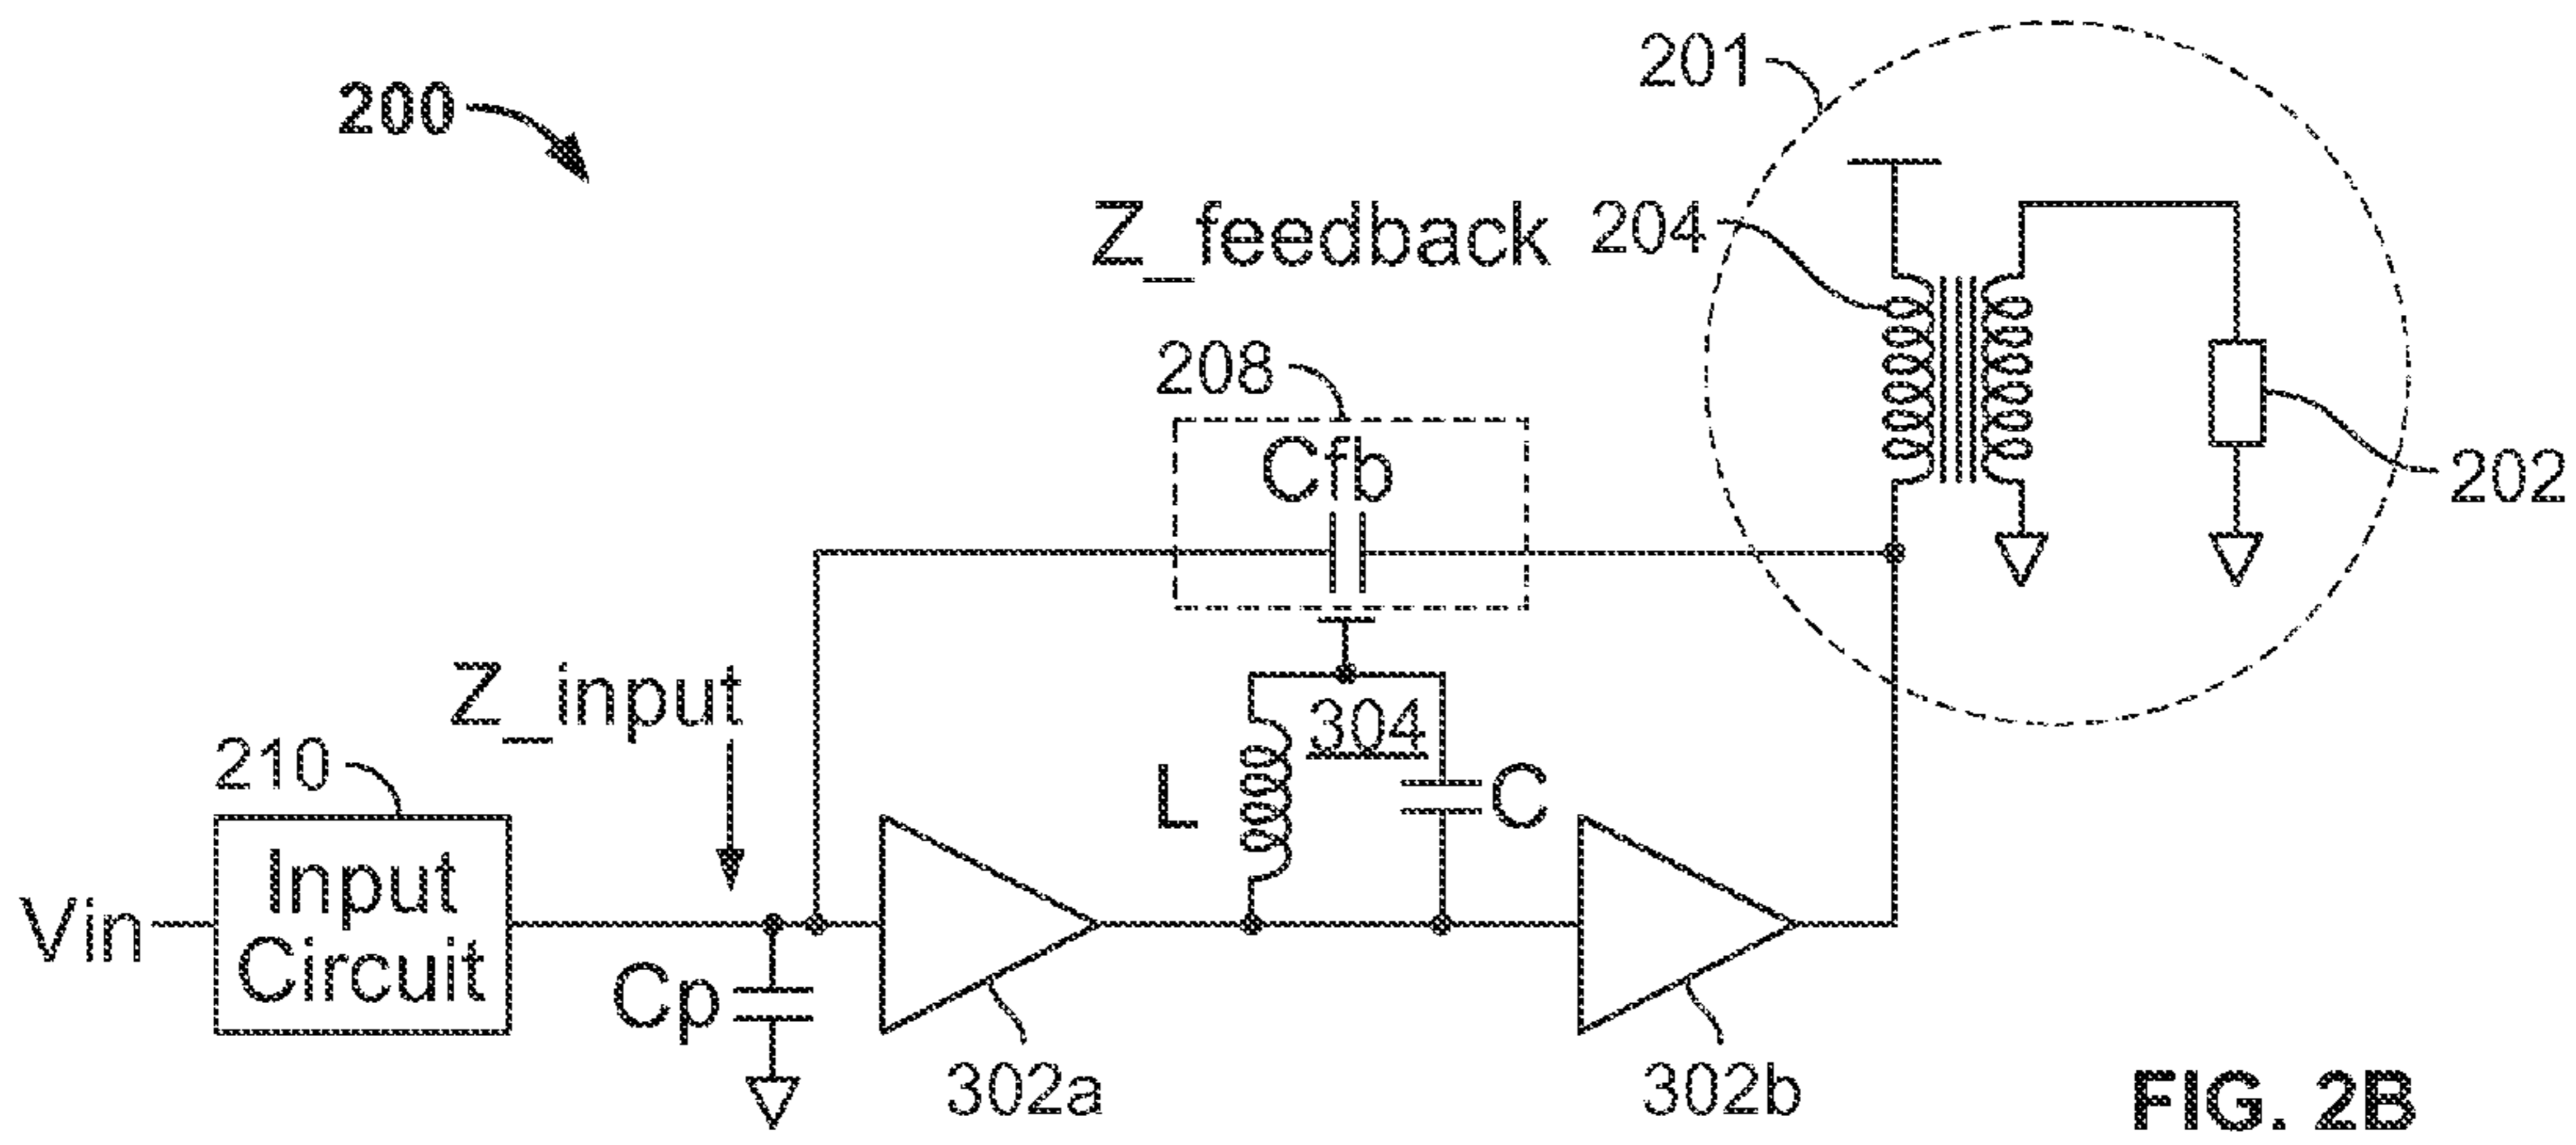 200
201
Z_feedback
204
208
Cfb
202
Z_input
304
210
L
C
Input
Circuit
Vin
Cp
302a
302b
FIG. 2B